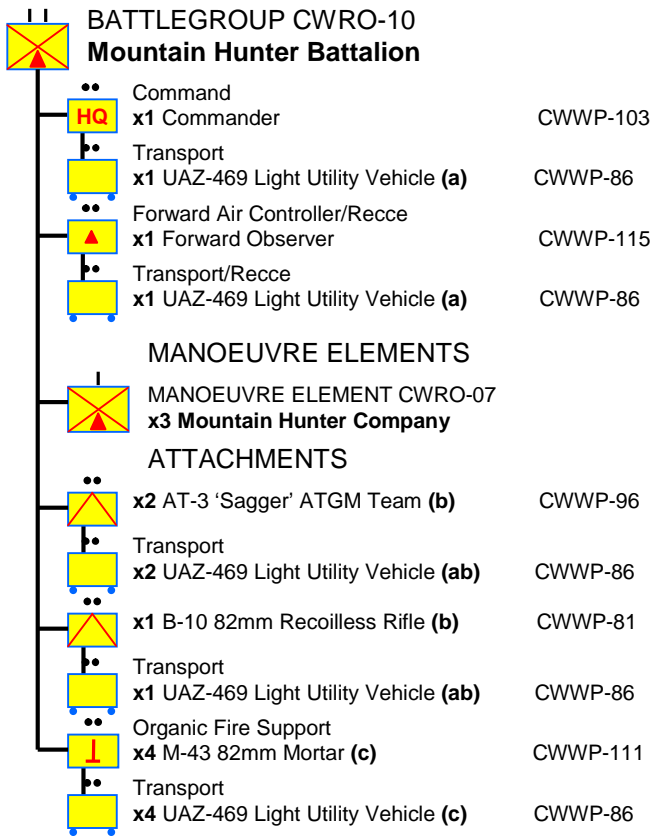 BATTLEGROUP CWRO-10
Mountain Hunter Battalion
Command
HQ x1 Commander CWWP-103
Transport
x1 UAZ-469 Light Utility Vehicle (a) CWWP-86
Forward Air Controller/Recce
x1 Forward Observer CWWP-115
Transport/Recce
x1 UAZ-469 Light Utility Vehicle (a) CWWP-86
MANOEUVRE ELEMENTS
MANOEUVRE ELEMENT CWRO-07
x3 Mountain Hunter Company
ATTACHMENTS
x2 AT-3 ‘Sagger’ ATGM Team (b) CWWP-96
Transport
x2 UAZ-469 Light Utility Vehicle (ab) CWWP-86
x1 B-10 82mm Recoilless Rifle (b) CWWP-81
Transport
x1 UAZ-469 Light Utility Vehicle (ab) CWWP-86
Organic Fire Support
x4 M-43 82mm Mortar (c) CWWP-111
Transport
x4 UAZ-469 Light Utility Vehicle (c) CWWP-86